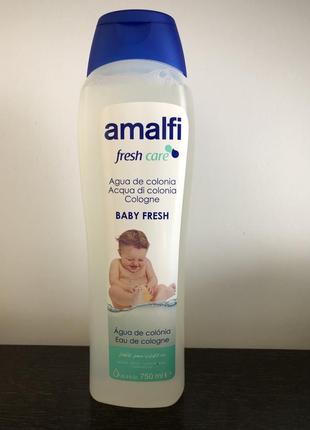 amalfi
fresh care
Agua de colonia
Acqua di colonia
Cologne
BABY FRESH
Água de colónia
Eau de cologne
750 ml e